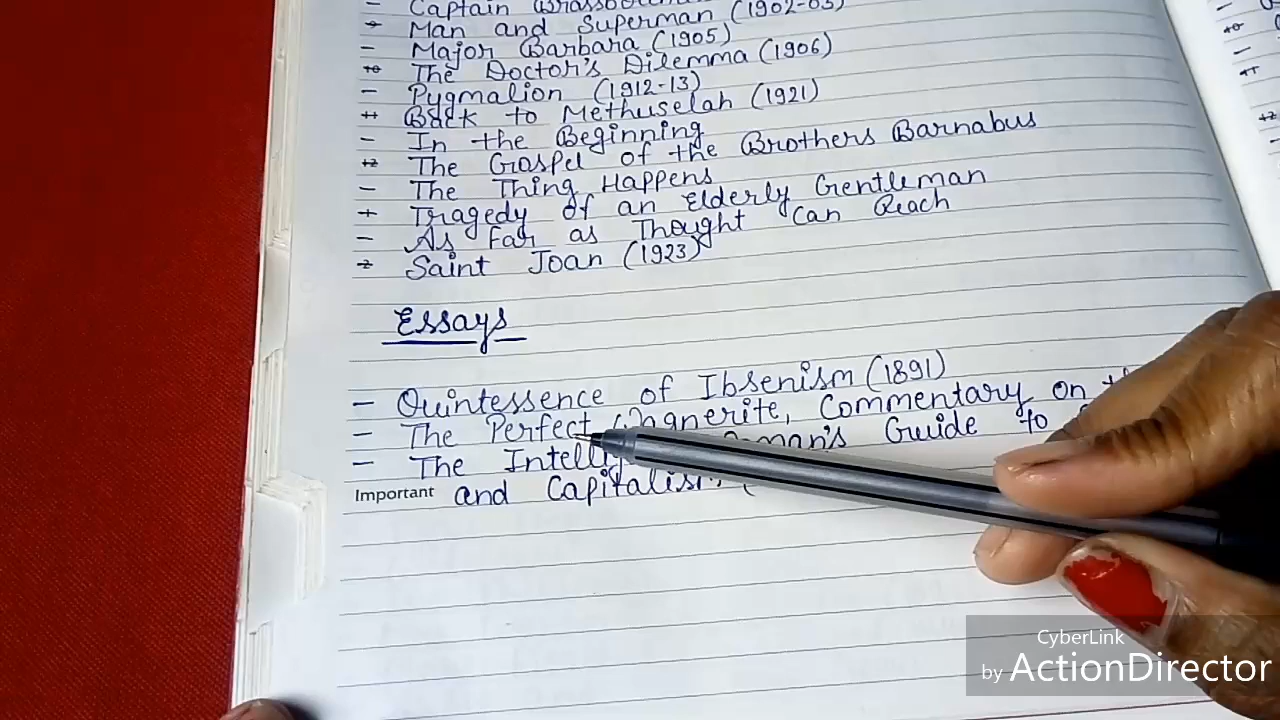 - Captain
- Man and Superman (1902-03)
- Major Barbara (1905)
- The Doctor's Dilemma (1906)
- Pygmalion (1912-13)
- Back to Methuselah (1921)
- In the Beginning
- The Gospel of the Brothers Barnabus
- The Thing Happens
- Tragedy of an Elderly Gentleman
- As Far as Thought Can Reach
- Saint Joan (1923)
Essays
- Quintessence of Ibsenism (1891)
- The Perfect Wagnerite, Commentary on
- The Guide to
Important and Capitalism
CyberLink
by ActionDirector